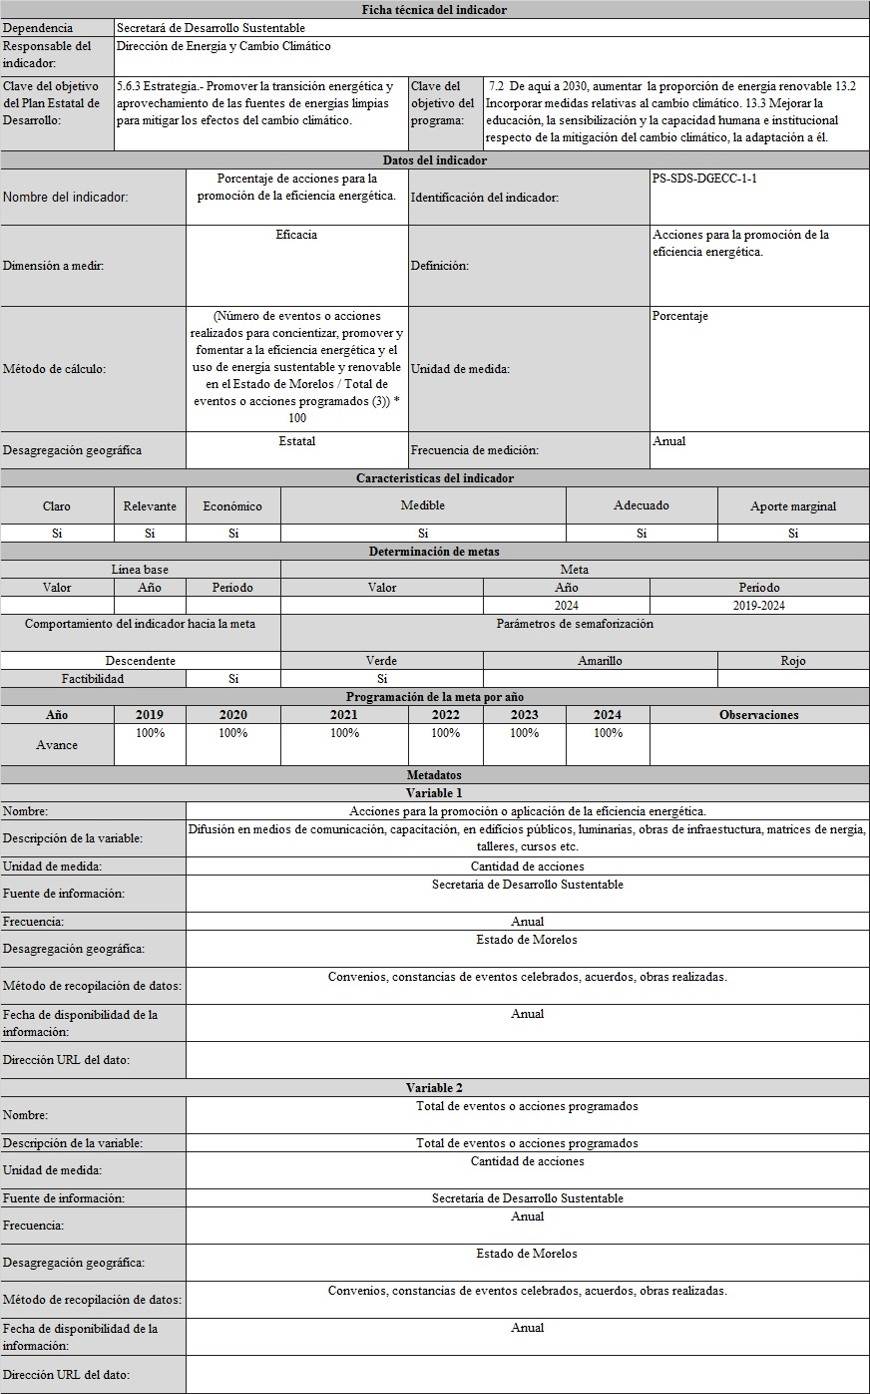 Ficha técnica del indicador
Dependencia Secretará de Desarrollo Sustentable
Responsable del
indicador:
Dirección de Energía y Cambio Climático
Clave del objetivo
del Plan Estatal de
Desarrollo:
5.6.3 Estrategia.- Promover la transición energética y
aprovechamiento de las fuentes de energías limpias
para mitigar los efectos del cambio climático.
Clave del
objetivo del
programa:
7.2 De aqui a 2030, aumentar la proporción de energía renovable 13.2
Incorporar medidas relativas al cambio climático. 13.3 Mejorar la
educación, la sensibilización y la capacidad humana e institucional
respecto de la mitigación del cambio climático, la adaptación a él.
Datos del indicador
Nombre del indicador:
Porcentaje de acciones para la
promoción de la eficiencia energética.
Identificación del indicador:
PS-SDS-DGECC-1-1
Dimensión a medir:
Eficacia
Definición:
Acciones para la promoción de la
eficiencia energética.
Método de cálculo:
(Número de eventos o acciones
realizados para concientizar, promover y
fomentar a la eficiencia energética y el
uso de energía sustentable y renovable
en el Estado de Morelos / Total de
eventos o acciones programados (3)) *
100
Unidad de medida:
Porcentaje
Desagregación geográfica
Estatal
Frecuencia de medición:
Anual
Caracteristicas del indicador
Claro Relevante Económico Medible Adecuado Aporte marginal
Si Si Si Si Si Si
Determinación de metas
Línea base Meta
Valor Año Periodo Valor Año Periodo
2024 2019-2024
Comportamiento del indicador hacia la meta Parámetros de semaforización
Descendente Verde Amarillo Rojo
Factibilidad Si Si
Programación de la meta por año
Año 2019 2020 2021 2022 2023 2024 Observaciones
Avance 100% 100% 100% 100% 100% 100%
Metadatos
Variable 1
Nombre: Acciones para la promoción o aplicación de la eficiencia energética.
Descripción de la variable:
Difusión en medios de comunicación, capacitación, en edificios públicos, luminarias, obras de infraestuctura, matrices de nergia,
talleres, cursos etc.
Unidad de medida: Cantidad de acciones
Fuente de información: Secretaria de Desarrollo Sustentable
Frecuencia: Anual
Desagregación geográfica: Estado de Morelos
Método de recopilación de datos: Convenios, constancias de eventos celebrados, acuerdos, obras realizadas.
Fecha de disponibilidad de la
información:
Anual
Dirección URL del dato:
Variable 2
Nombre: Total de eventos o acciones programados
Descripción de la variable: Total de eventos o acciones programados
Unidad de medida: Cantidad de acciones
Fuente de información: Secretaria de Desarrollo Sustentable
Frecuencia: Anual
Desagregación geográfica: Estado de Morelos
Método de recopilación de datos: Convenios, constancias de eventos celebrados, acuerdos, obras realizadas.
Fecha de disponibilidad de la
información:
Anual
Dirección URL del dato: